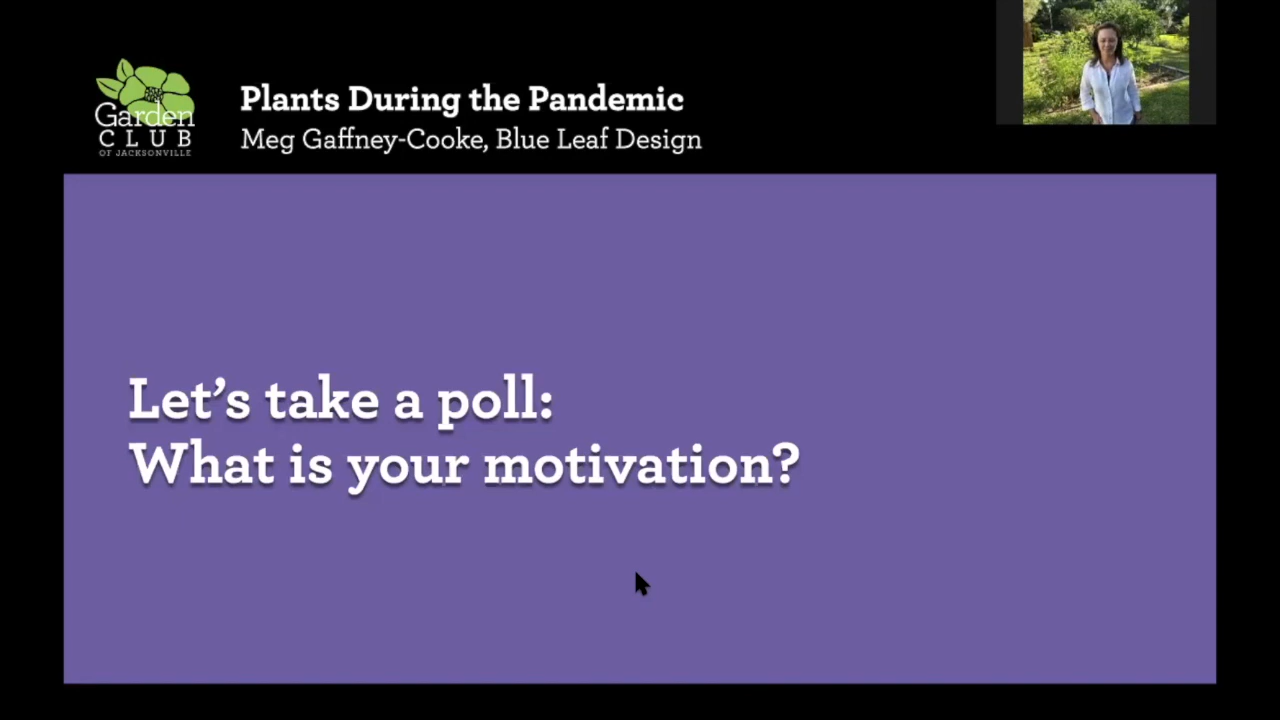 Garden
CLUB
OF JACKSONVILLE
Plants During the Pandemic
Meg Gaffney-Cooke, Blue Leaf Design
Let’s take a poll:
What is your motivation?